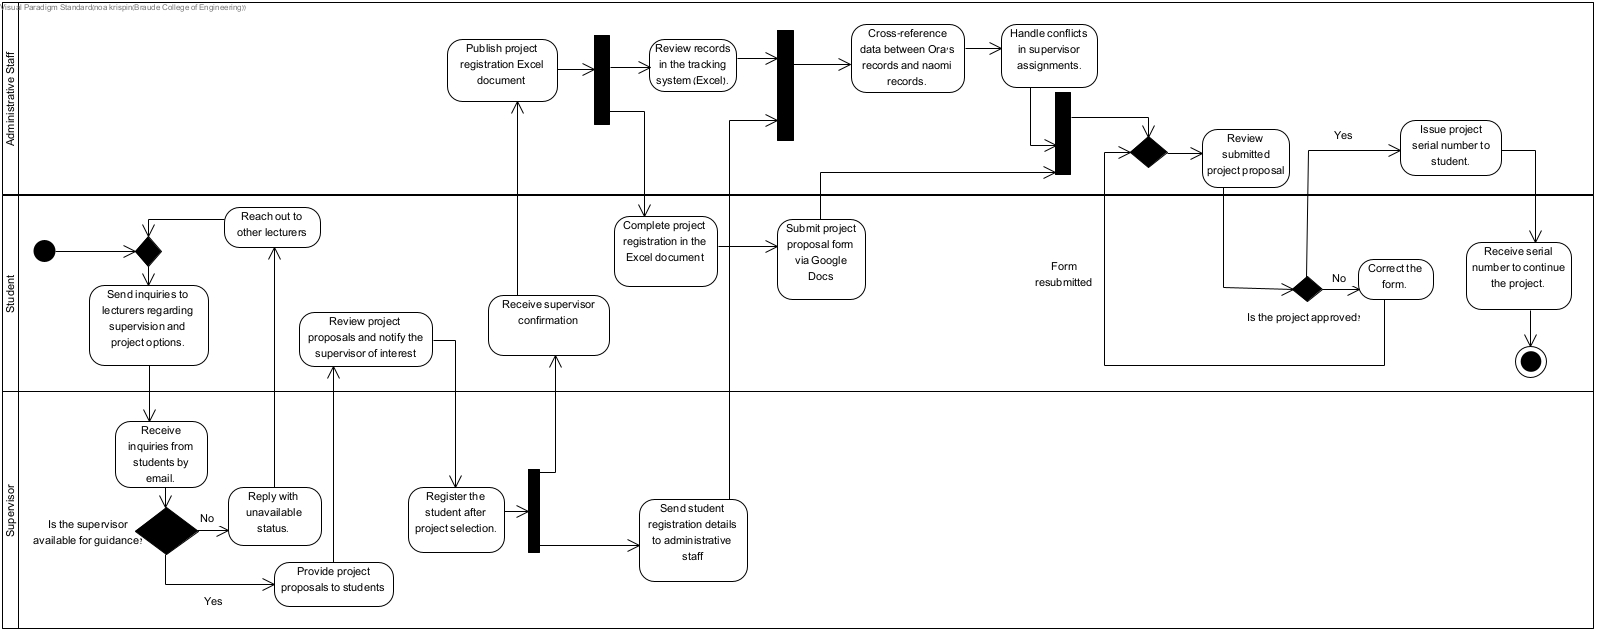 Visual Paradigm Standard(noa krispin(Braude College of Engineering))
Administrative Staff
Publish project
registration Excel
document
Review records
in the tracking
system (Excel).
Cross-reference
data between Ora's
records and naomi
records.
Handle conflicts
in supervisor
assignments.
Review
submitted
project proposal
Yes
Issue project
serial number to
student.
Student
Reach out to
other lecturers
Send inquiries to
lecturers regarding
supervision and
project options.
Review project
proposals and notify the
supervisor of interest
Receive supervisor
confirmation
Complete project
registration in the
Excel document
Submit project
proposal form
via Google
Docs
Form
resubmitted
Is the project approved?
No
Correct the
form.
Receive serial
number to continue
the project.
Supervisor
Receive
inquiries from
students by
email.
Is the supervisor
available for guidance?
No
Reply with
unavailable
status.
Yes
Provide project
proposals to students
Register the
student after
project selection.
Send student
registration details
to administrative
staff